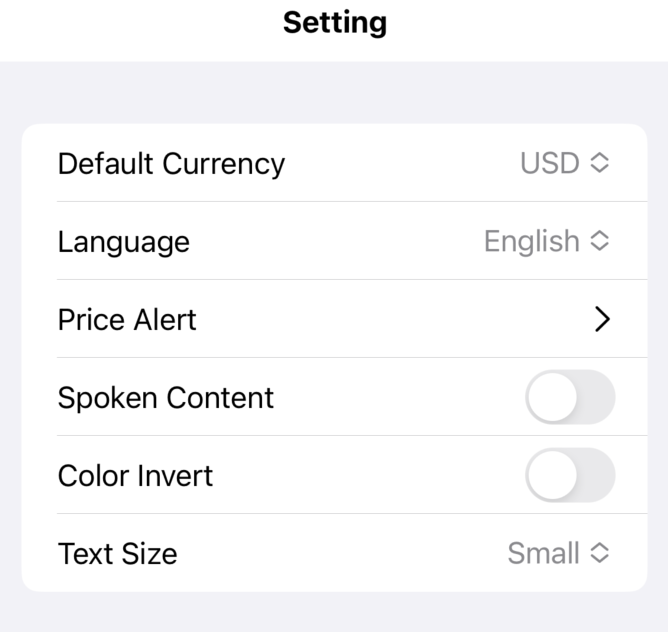 Setting
Default Currency USD
Language English
Price Alert
Spoken Content
Color Invert
Text Size Small